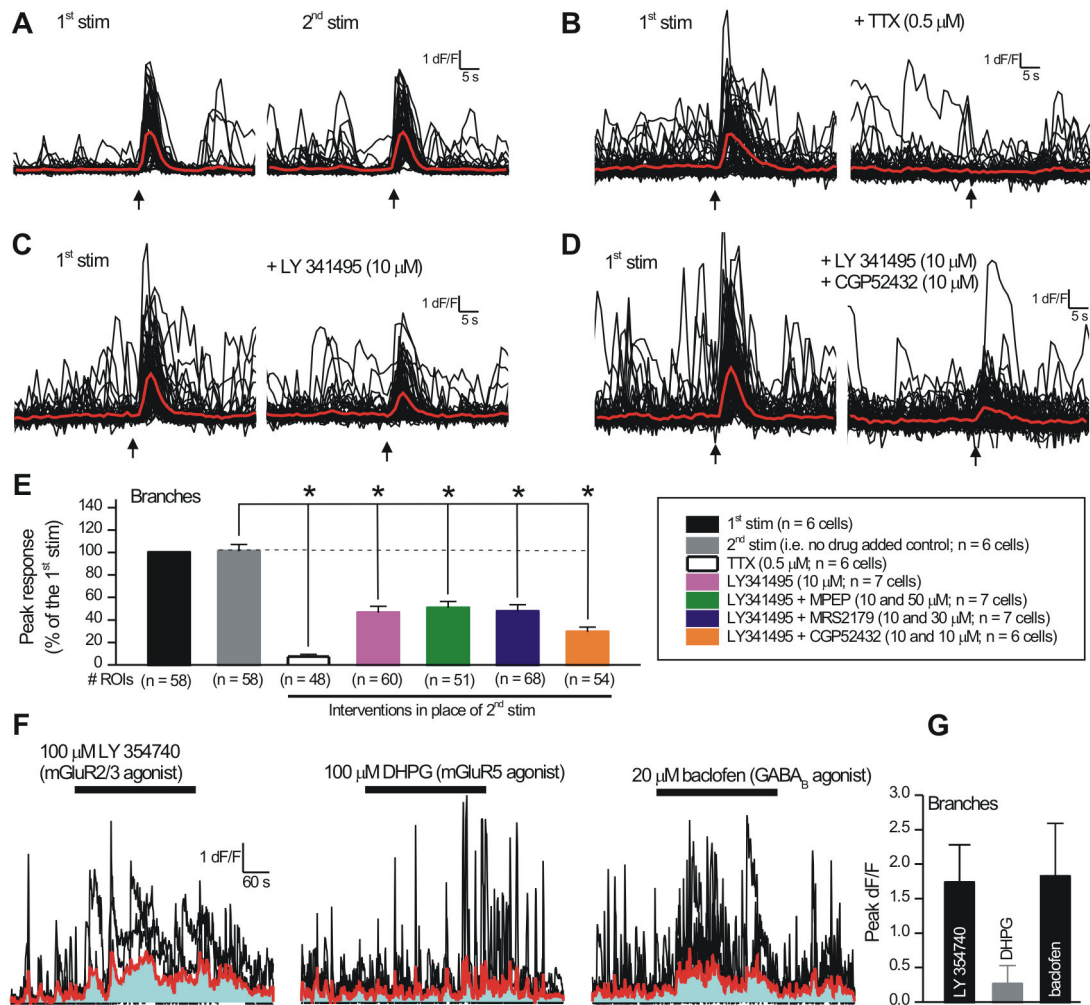 A
1st stim
2nd stim
1 dF/F
5 s
B
1st stim
+ TTX (0.5 µM)
1 dF/F
5 s
C
1st stim
+ LY 341495 (10 µM)
1 dF/F
5 s
D
1st stim
+ LY 341495 (10 µM)
+ CGP52432 (10 µM)
1 dF/F
5 s
E
Branches
Peak response
(% of the 1st stim)
140
120
100
80
60
40
20
0
* * * * *
# ROIs (n = 58) (n = 58) (n = 48) (n = 60) (n = 51) (n = 68) (n = 54)
Interventions in place of 2nd stim
1st stim (n = 6 cells)
2nd stim (i.e. no drug added control; n = 6 cells)
TTX (0.5 µM; n = 6 cells)
LY341495 (10 µM; n = 7 cells)
LY341495 + MPEP (10 and 50 µM; n = 7 cells)
LY341495 + MRS2179 (10 and 30 µM; n = 7 cells)
LY341495 + CGP52432 (10 and 10 µM; n = 6 cells)
F
100 µM LY 354740
(mGluR2/3 agonist)
1 dF/F
60 s
100 µM DHPG (mGluR5 agonist)
20 µM baclofen (GABAB agonist)
G
Branches
Peak dF/F
3.0
2.5
2.0
1.5
1.0
0.5
0.0
LY 354740
DHPG
baclofen